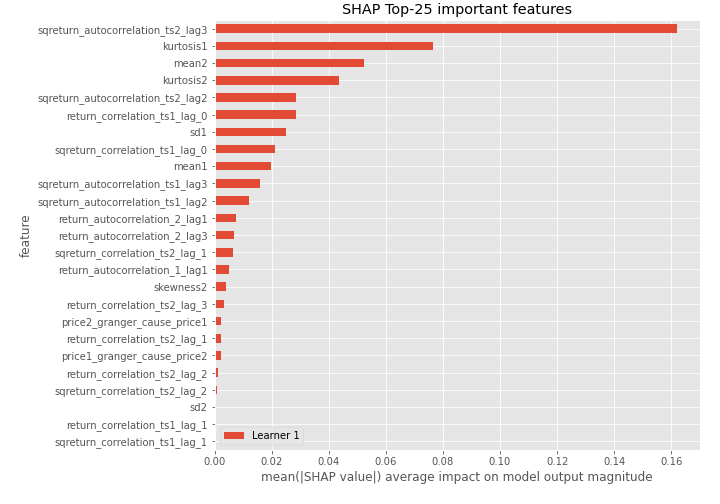 SHAP Top-25 important features
sqreturn_autocorrelation_ts2_lag3
kurtosis1
mean2
kurtosis2
sqreturn_autocorrelation_ts2_lag2
return_correlation_ts1_lag_0
sd1
sqreturn_correlation_ts1_lag_0
mean1
sqreturn_autocorrelation_ts1_lag3
sqreturn_autocorrelation_ts1_lag2
return_autocorrelation_2_lag1
return_autocorrelation_2_lag3
sqreturn_correlation_ts2_lag_1
return_autocorrelation_1_lag1
skewness2
return_correlation_ts2_lag_3
price2_granger_cause_price1
return_correlation_ts2_lag_1
price1_granger_cause_price2
return_correlation_ts2_lag_2
sqreturn_correlation_ts2_lag_2
sd2
return_correlation_ts1_lag_1
sqreturn_correlation_ts1_lag_1
feature
Learner 1
0.00 0.02 0.04 0.06 0.08 0.10 0.12 0.14 0.16
mean(|SHAP value|) average impact on model output magnitude